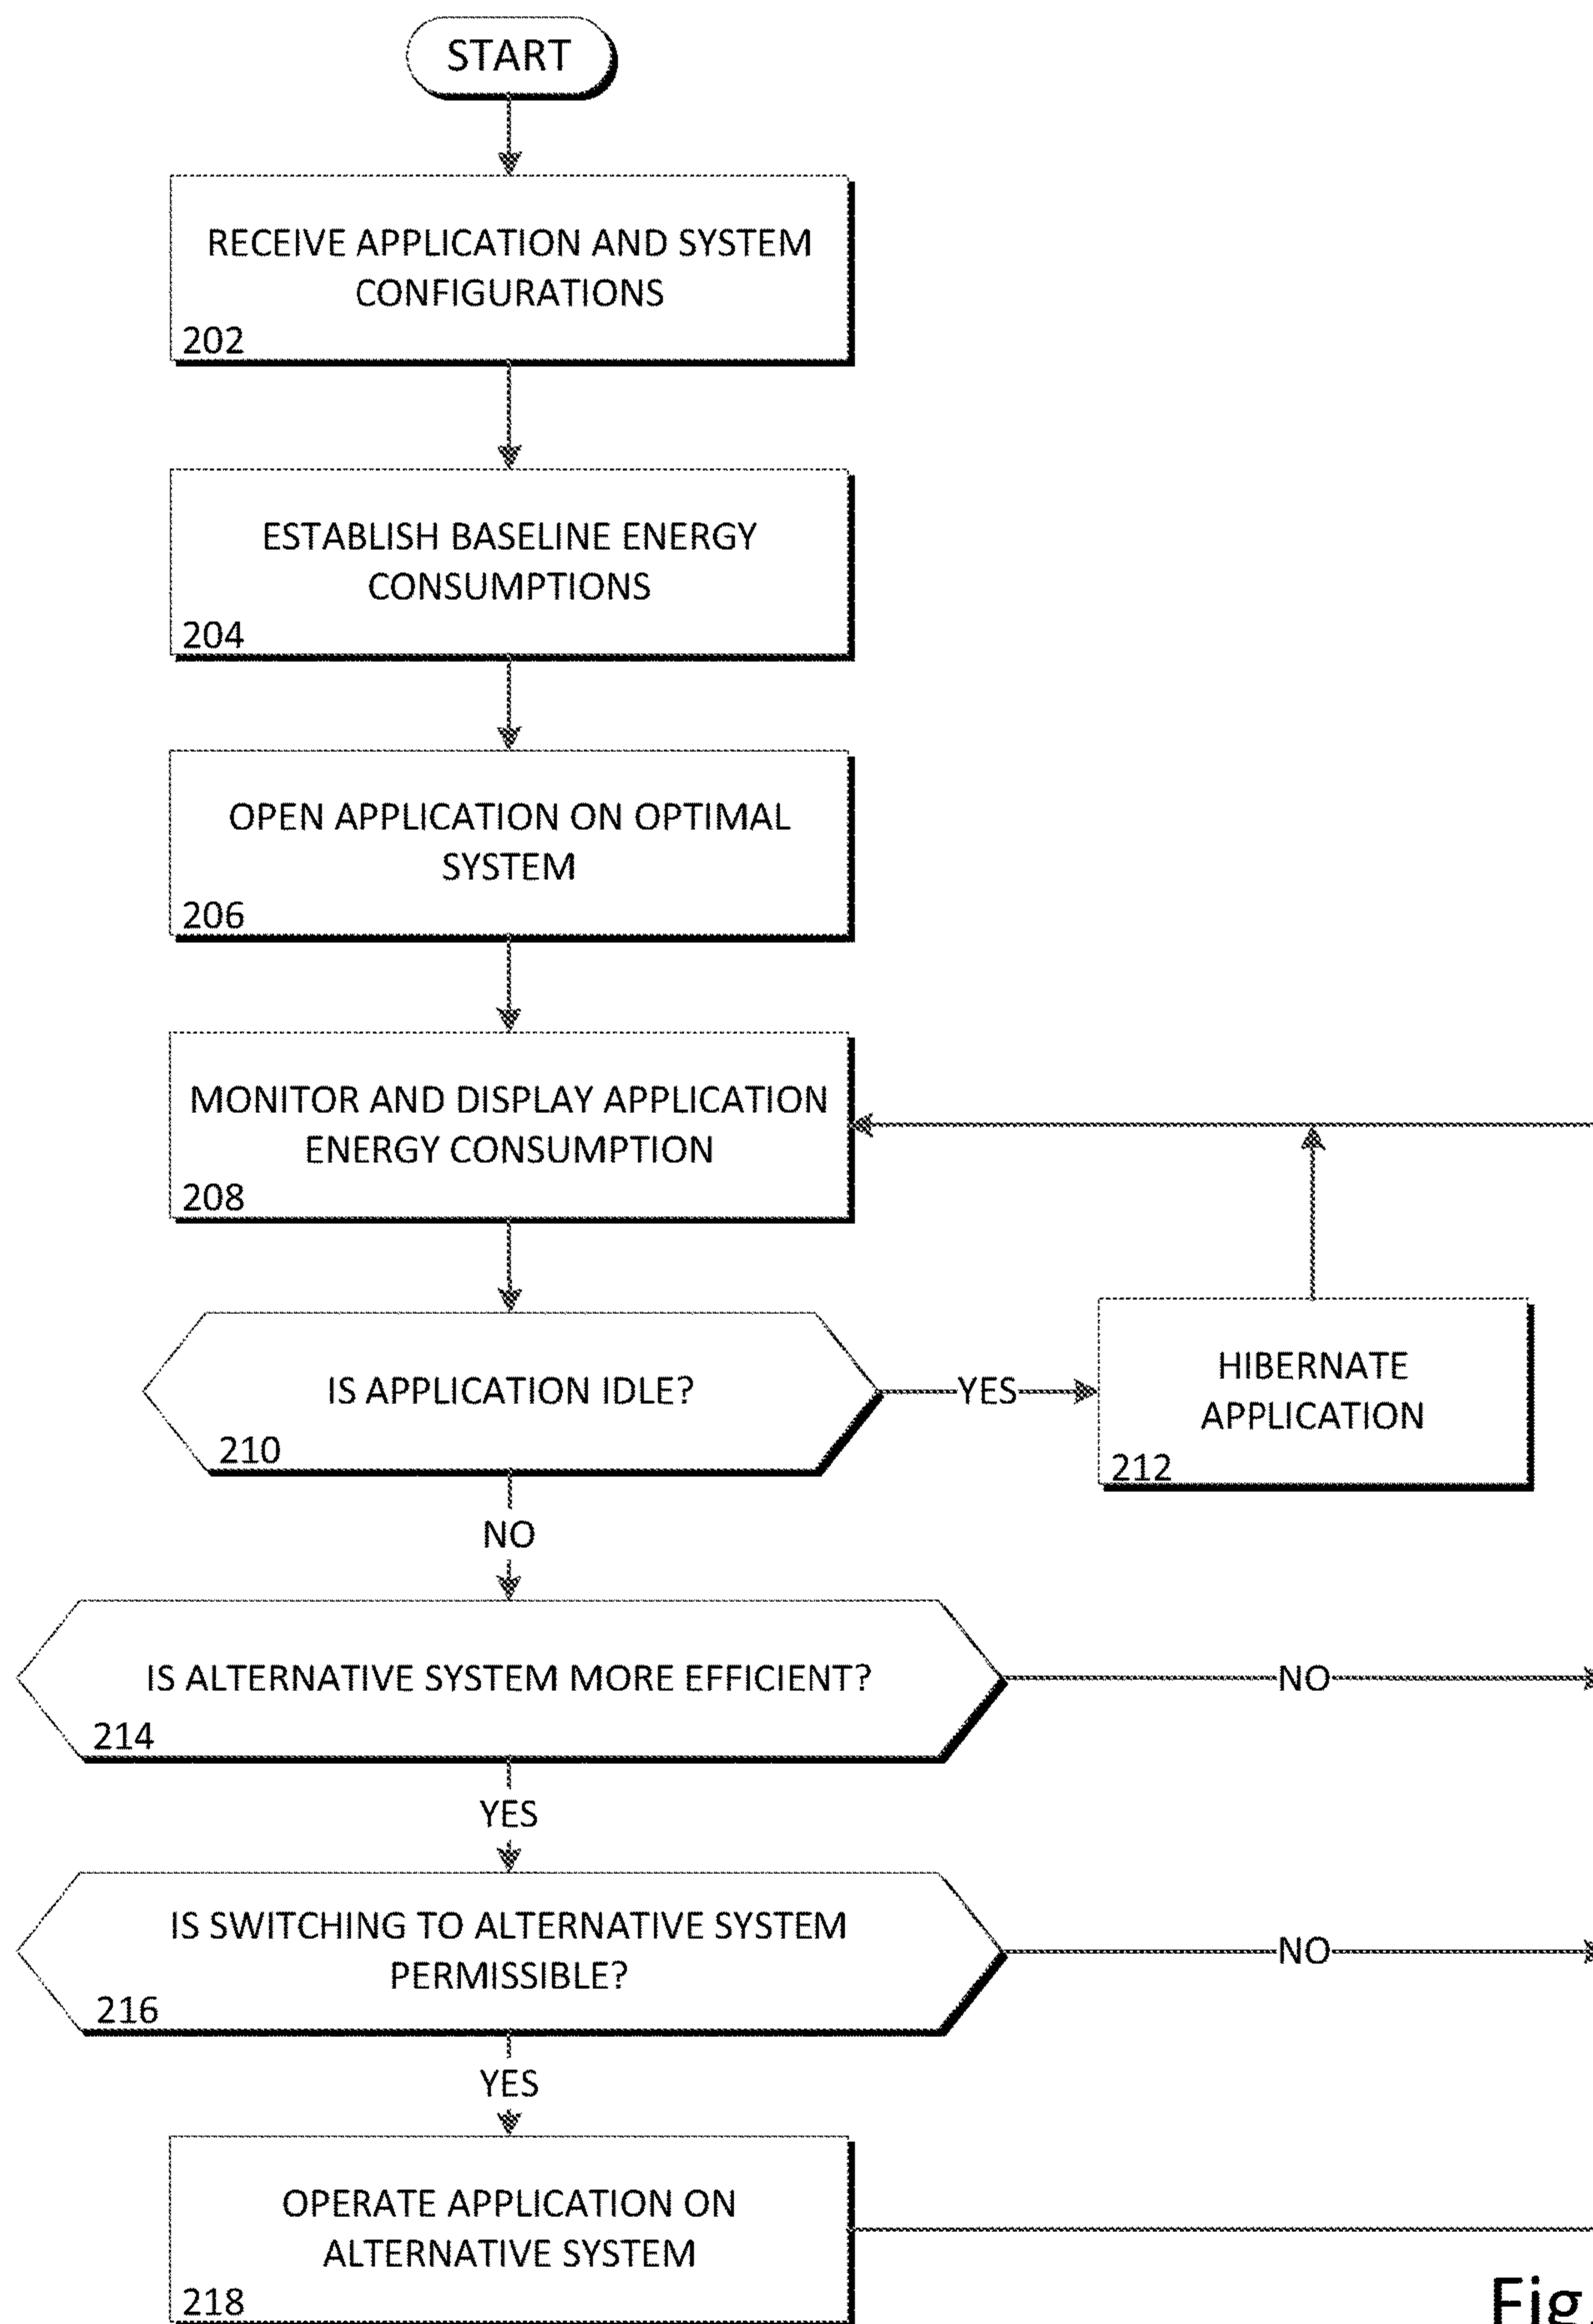 START
RECEIVE APPLICATION AND SYSTEM
CONFIGURATIONS
202
ESTABLISH BASELINE ENERGY
CONSUMPTIONS
204
OPEN APPLICATION ON OPTIMAL
SYSTEM
206
MONITOR AND DISPLAY APPLICATION
ENERGY CONSUMPTION
208
IS APPLICATION IDLE?
210
YES
HIBERNATE
APPLICATION
212
NO
IS ALTERNATIVE SYSTEM MORE EFFICIENT?
214
NO
YES
IS SWITCHING TO ALTERNATIVE SYSTEM
PERMISSIBLE?
216
NO
YES
OPERATE APPLICATION ON
ALTERNATIVE SYSTEM
218
Fig.